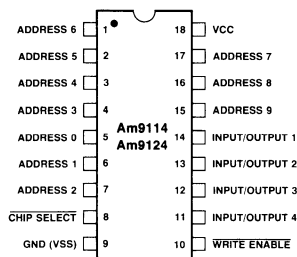 ADDRESS 6 1 18 VCC
ADDRESS 5 2 17 ADDRESS 7
ADDRESS 4 3 16 ADDRESS 8
ADDRESS 3 4 15 ADDRESS 9
Am9114
ADDRESS 0 5 14 INPUT/OUTPUT 1
Am9124
ADDRESS 1 6 13 INPUT/OUTPUT 2
ADDRESS 2 7 12 INPUT/OUTPUT 3
CHIP SELECT 8 11 INPUT/OUTPUT 4
GND (VSS) 9 10 WRITE ENABLE